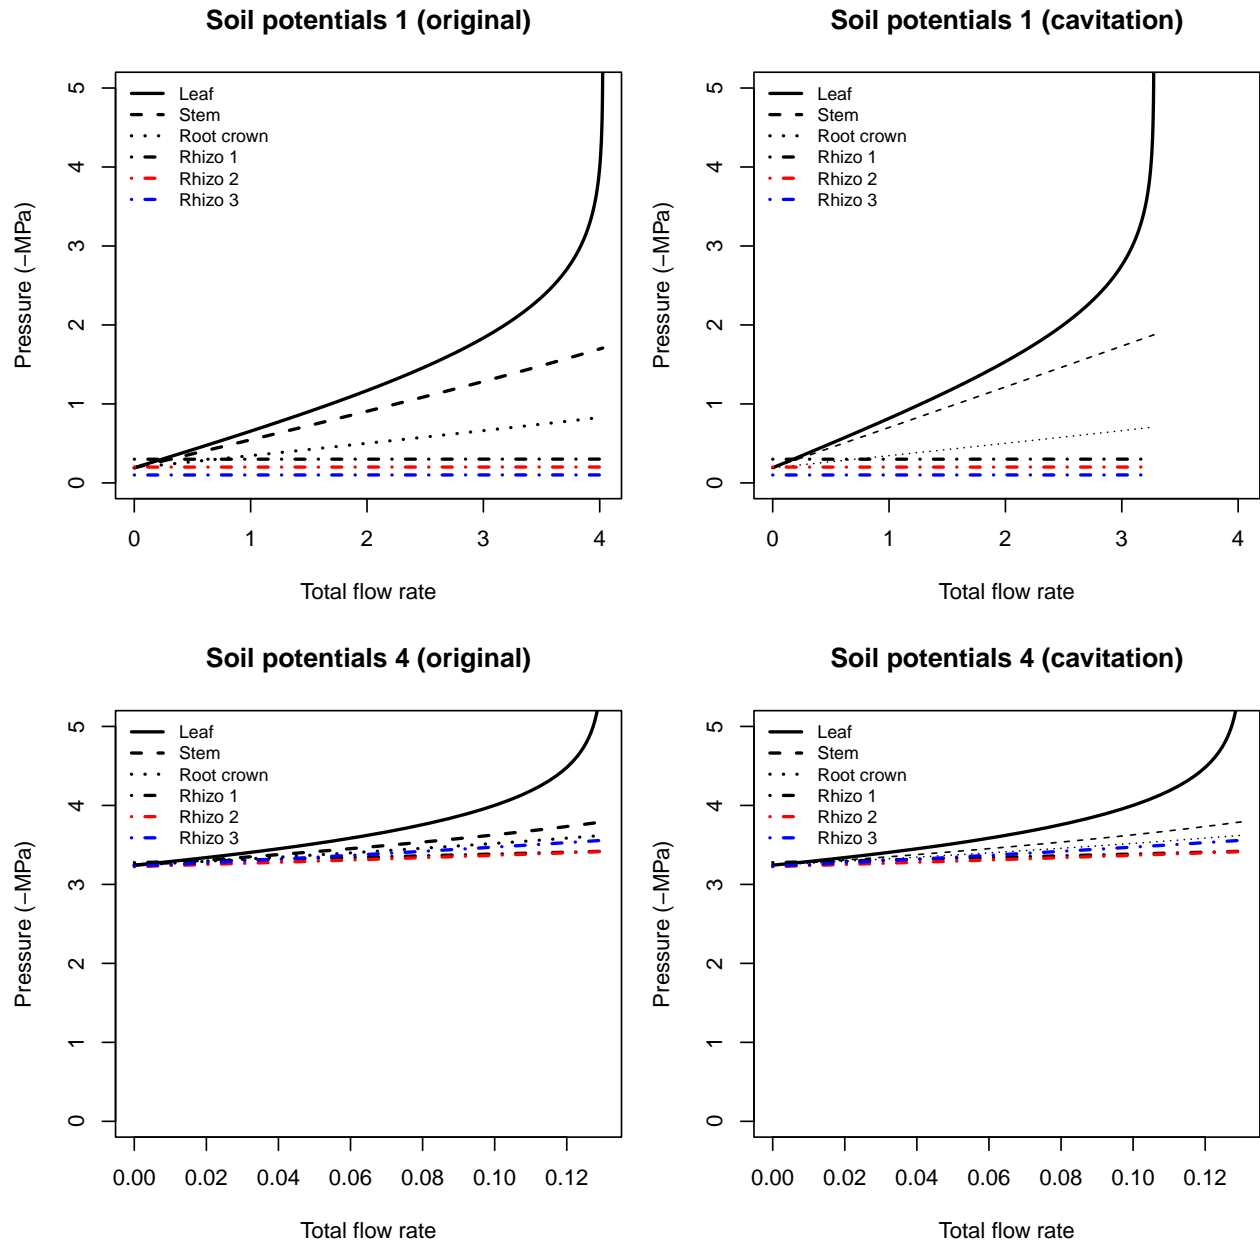 Soil potentials 1 (original)
Pressure (−MPa)
5
4
3
2
1
0
Leaf
Stem
Root crown
Rhizo 1
Rhizo 2
Rhizo 3
0 1 2 3 4
Total flow rate
Soil potentials 1 (cavitation)
Pressure (−MPa)
5
4
3
2
1
0
Leaf
Stem
Root crown
Rhizo 1
Rhizo 2
Rhizo 3
0 1 2 3 4
Total flow rate
Soil potentials 4 (original)
Pressure (−MPa)
5
4
3
2
1
0
Leaf
Stem
Root crown
Rhizo 1
Rhizo 2
Rhizo 3
0.00 0.02 0.04 0.06 0.08 0.10 0.12
Total flow rate
Soil potentials 4 (cavitation)
Pressure (−MPa)
5
4
3
2
1
0
Leaf
Stem
Root crown
Rhizo 1
Rhizo 2
Rhizo 3
0.00 0.02 0.04 0.06 0.08 0.10 0.12
Total flow rate